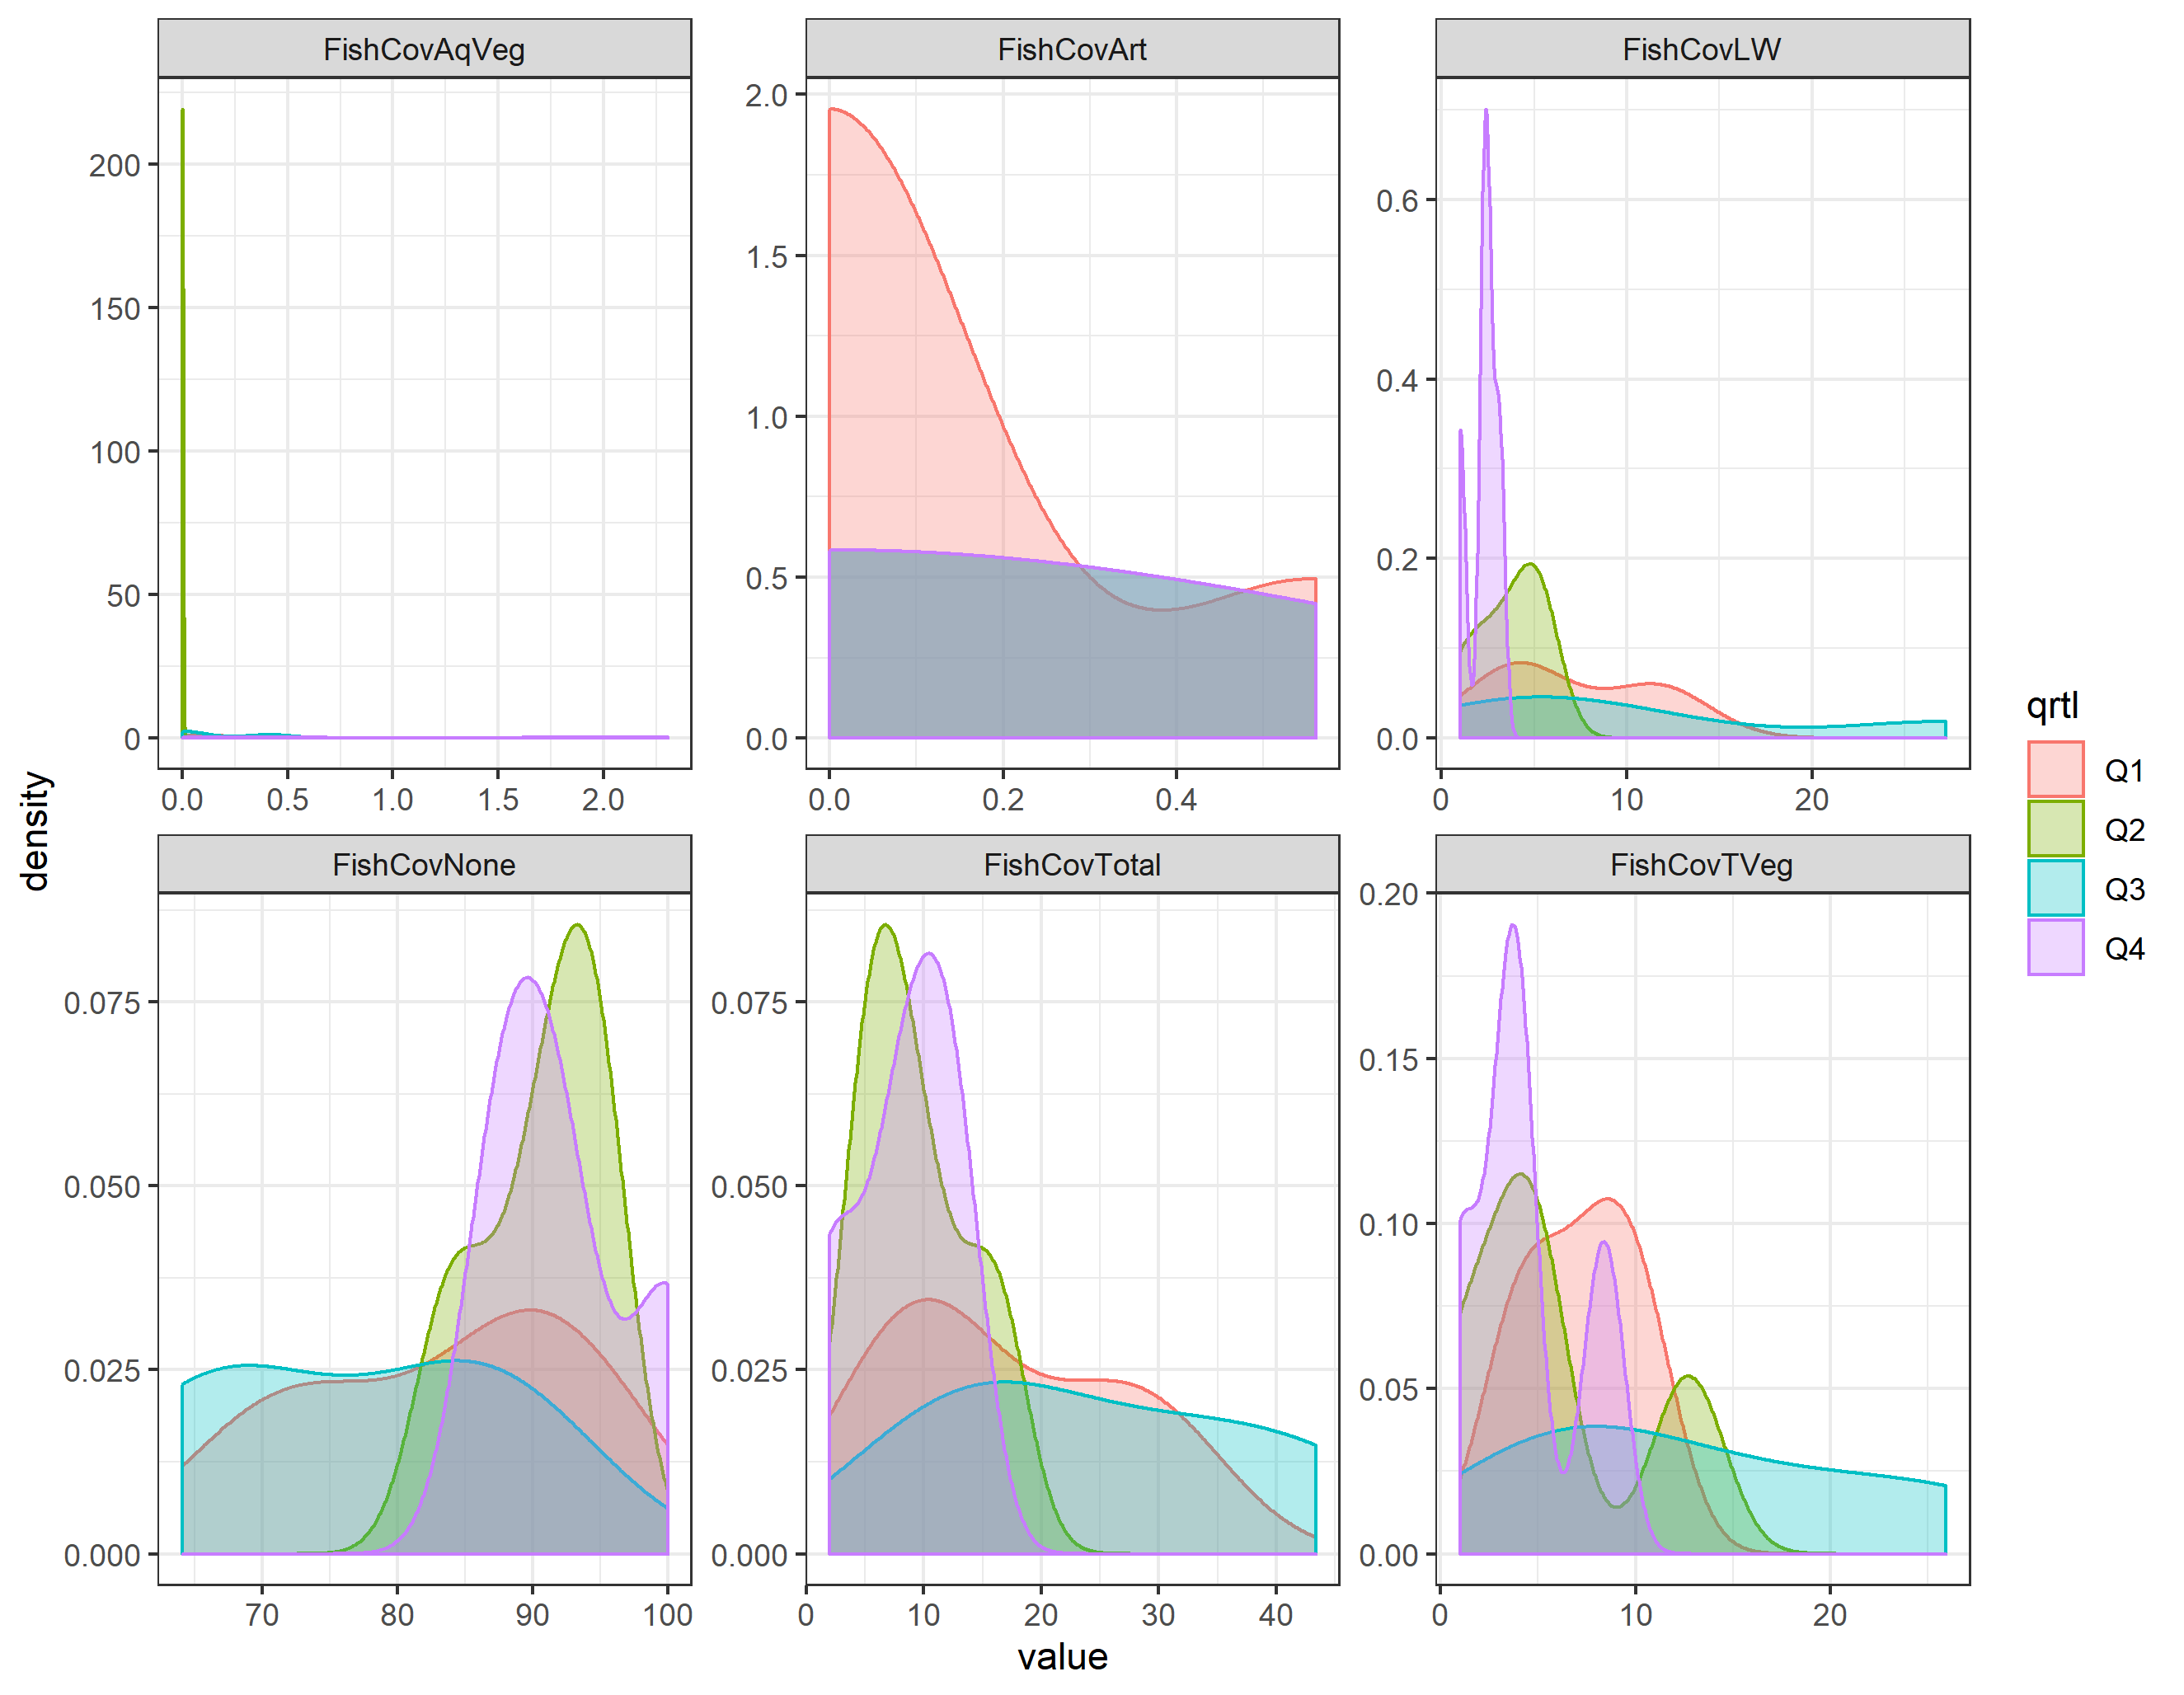 FishCovAqVeg
FishCovArt
FishCovLW
200
150
100
50
0
0.0 0.5 1.0 1.5 2.0
2.0
1.5
1.0
0.5
0.0
0.0 0.2 0.4
0.6
0.4
0.2
0.0
0 10 20
FishCovNone
FishCovTotal
FishCovTVeg
0.075
0.050
0.025
0.000
70 80 90 100
0.075
0.050
0.025
0.000
0 10 20 30 40
0.20
0.15
0.10
0.05
0.00
0 10 20
density
value
qrtl
Q1
Q2
Q3
Q4